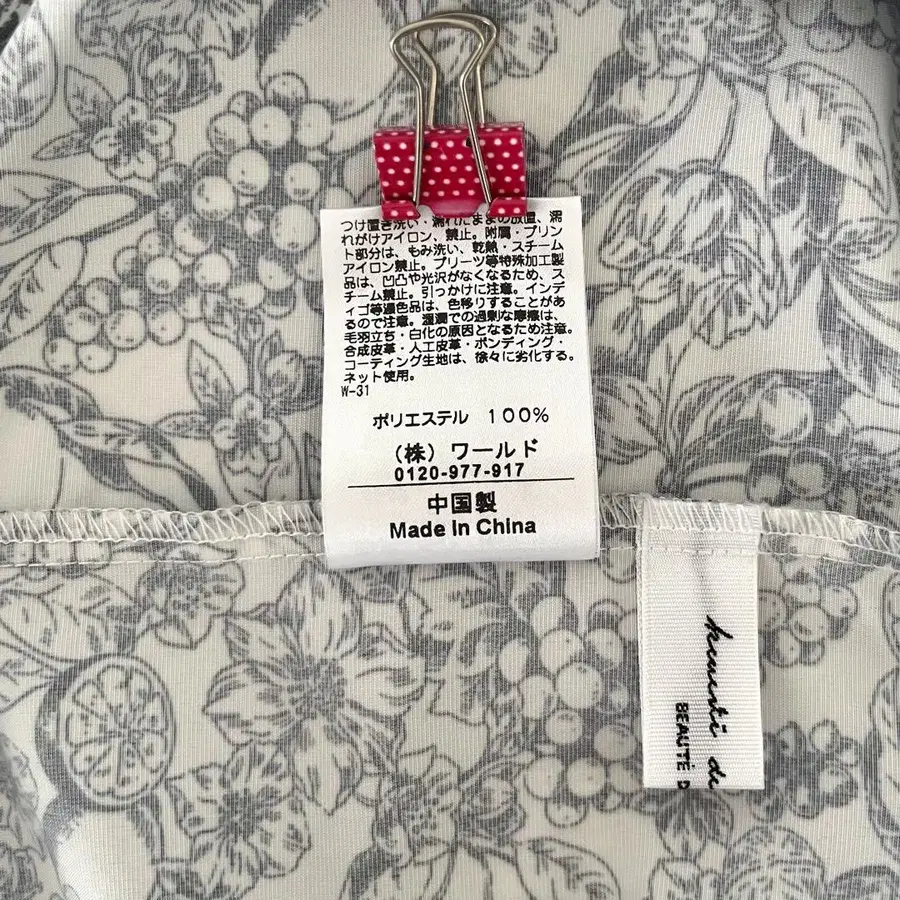 つけ置き洗い・濡れたままの放置、濡
れがけアイロン、禁止。附属・プリン
ト部分は、もみ洗い、乾熱・スチーム
アイロン禁止。プリーツ等特殊加工製
品は、凹凸や光沢がなくなるため、ス
チーム禁止。引っかけに注意。インデ
ィゴ等濃色品は、色移りすることがあ
るので注意。湿潤での過剰な摩擦は、
毛羽立ち・白化の原因となるため注意。
合成皮革・人工皮革・ボンディング・
コーティング生地は、徐々に劣化する。
ネット使用。
W-31
ポリエステル 100%
(株) ワールド
0120-977-917
中国製
Made in China
de
BEAUTÉ D